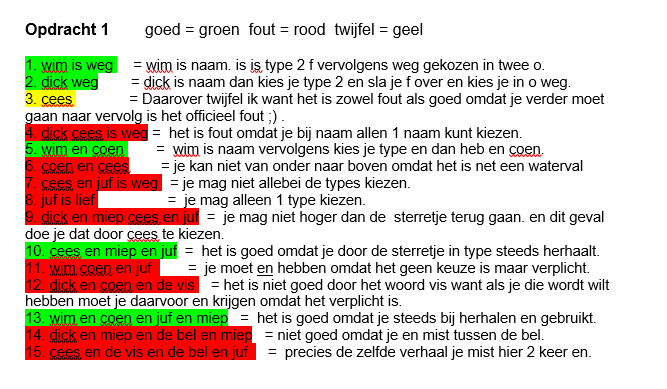 Opdracht 1 goed = groen fout = rood twijfel = geel
1. wim is weg = wim is naam. is is type 2 f vervolgens weg gekozen in twee o.
2. dick weg = dick is naam dan kies je type 2 en sla je f over en kies je in o weg.
3. cees = Daarover twijfel ik want het is zowel fout als goed omdat je verder moet
gaan naar vervolg is het officieel fout ;) .
4. dick cees is weg = het is fout omdat je bij naam allen 1 naam kunt kiezen.
5. wim en coen = wim is naam vervolgens kies je type en dan heb en coen.
6. coen en cees = je kan niet van onder naar boven omdat het is net een waterval
7. cees en juf is weg = je mag niet allebei de types kiezen.
8. juf is lief = je mag alleen 1 type kiezen.
9. dick en miep cees en juf = je mag niet hoger dan de sterretje terug gaan. en dit geval
doe je dat door cees te kiezen.
10. cees en miep en juf = het is goed omdat je door de sterretje in type steeds herhaalt.
11. wim coen en juf = je moet en hebben omdat het geen keuze is maar verplicht.
12. dick en coen en de vis = het is niet goed door het woord vis want als je die wordt wilt
hebben moet je daarvoor en krijgen omdat het verplicht is.
13. wim en coen en juf en miep = het is goed omdat je steeds bij herhalen en gebruikt.
14. dick en miep en de bel en miep = niet goed omdat je en mist tussen de bel.
15. cees en de vis en de bel en juf = precies de zelfde verhaal je mist hier 2 keer en.